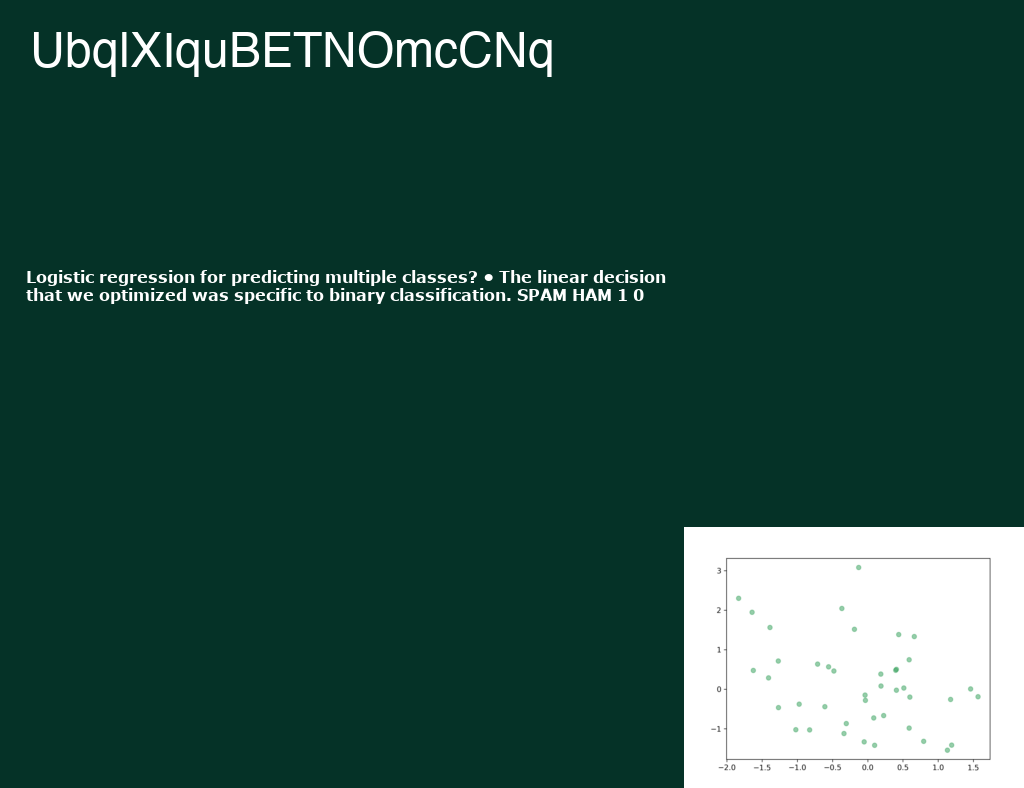 UbqlXIquBETNOmcCNq
Logistic regression for predicting multiple classes? • The linear decision
that we optimized was specific to binary classification. SPAM HAM 1 0
3
2
1
0
−1
−2.0 −1.5 −1.0 −0.5 0.0 0.5 1.0 1.5